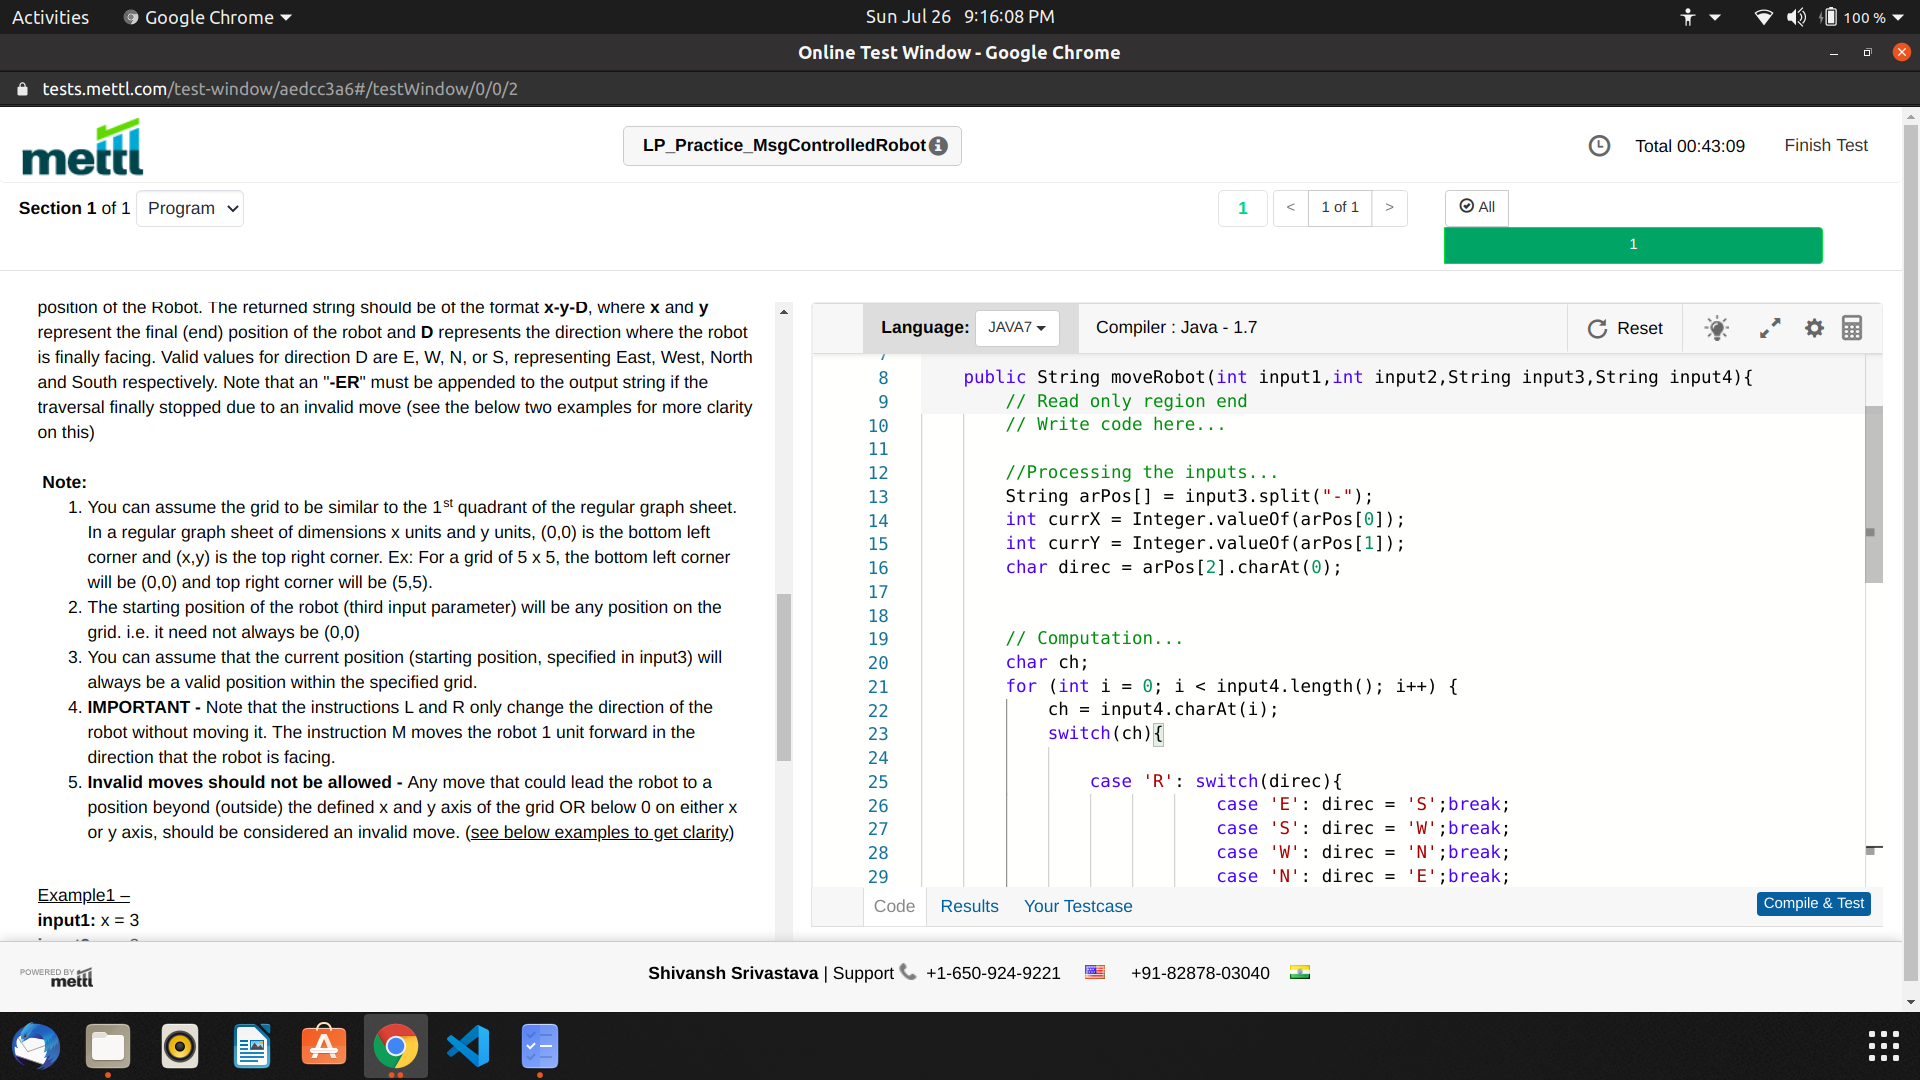 Activities
Google Chrome
Sun Jul 26 9:16:08 PM
100 %
Online Test Window - Google Chrome
tests.mettl.com/test-window/aedcc3a6#/testWindow/0/0/2
mettl
LP_Practice_MsgControlledRobot
Total 00:43:09
Finish Test
Section 1 of 1
Program
1
<
1 of 1
>
All
1
position of the Robot. The returned string should be of the format x-y-D, where x and y
represent the final (end) position of the robot and D represents the direction where the robot
is finally facing. Valid values for direction D are E, W, N, or S, representing East, West, North
and South respectively. Note that an "-ER" must be appended to the output string if the
traversal finally stopped due to an invalid move (see the below two examples for more clarity
on this)
Note:
1. You can assume the grid to be similar to the 1st quadrant of the regular graph sheet.
In a regular graph sheet of dimensions x units and y units, (0,0) is the bottom left
corner and (x,y) is the top right corner. Ex: For a grid of 5 x 5, the bottom left corner
will be (0,0) and top right corner will be (5,5).
2. The starting position of the robot (third input parameter) will be any position on the
grid. i.e. it need not always be (0,0)
3. You can assume that the current position (starting position, specified in input3) will
always be a valid position within the specified grid.
4. IMPORTANT - Note that the instructions L and R only change the direction of the
robot without moving it. The instruction M moves the robot 1 unit forward in the
direction that the robot is facing.
5. Invalid moves should not be allowed - Any move that could lead the robot to a
position beyond (outside) the defined x and y axis of the grid OR below 0 on either x
or y axis, should be considered an invalid move. (see below examples to get clarity)
Example1 –
input1: x = 3
Language:
JAVA7
Compiler : Java - 1.7
Reset
7
8 public String moveRobot(int input1,int input2,String input3,String input4){
9 // Read only region end
10 // Write code here...
11
12 //Processing the inputs...
13 String arPos[] = input3.split("-");
14 int currX = Integer.valueOf(arPos[0]);
15 int currY = Integer.valueOf(arPos[1]);
16 char direc = arPos[2].charAt(0);
17
18
19 // Computation...
20 char ch;
21 for (int i = 0; i < input4.length(); i++) {
22 ch = input4.charAt(i);
23 switch(ch){
24
25 case 'R': switch(direc){
26 case 'E': direc = 'S';break;
27 case 'S': direc = 'W';break;
28 case 'W': direc = 'N';break;
29 case 'N': direc = 'E';break;
Code
Results
Your Testcase
Compile & Test
POWERED BY
mettl
Shivansh Srivastava | Support +1-650-924-9221 +91-82878-03040